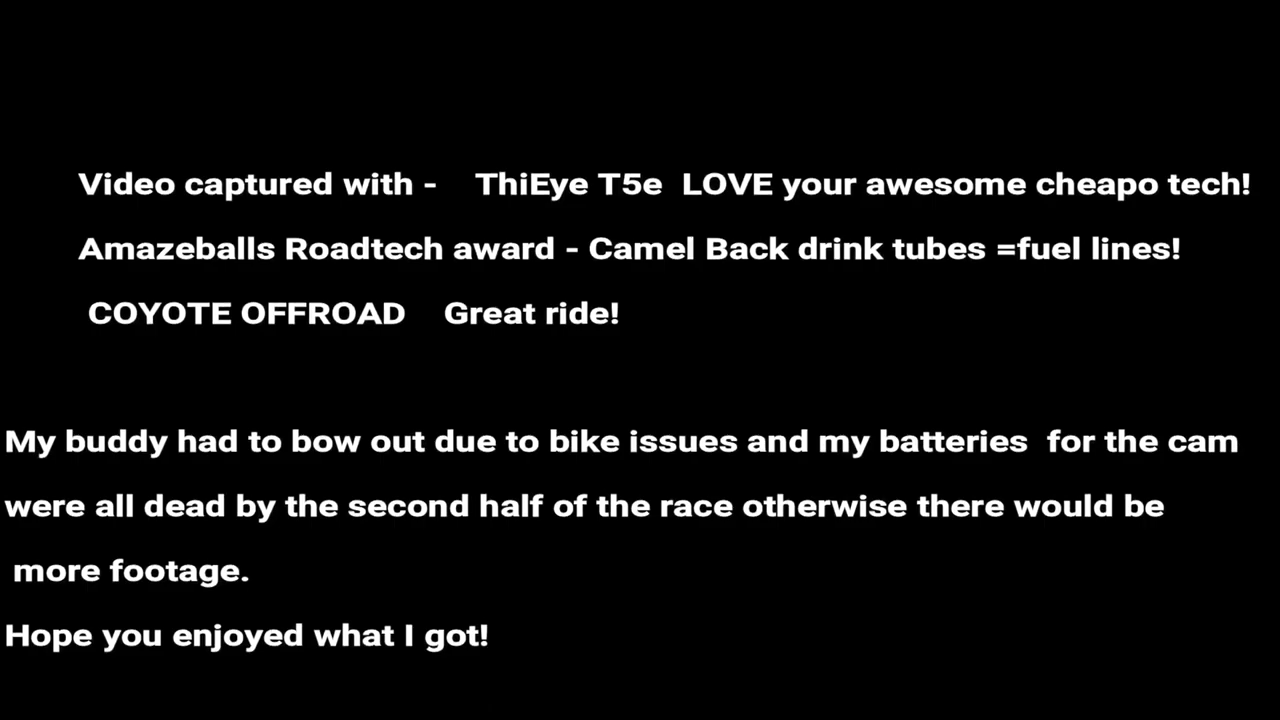 Video captured with - ThiEye T5e LOVE your awesome cheapo tech!
Amazeballs Roadtech award - Camel Back drink tubes =fuel lines!
COYOTE OFFROAD Great ride!
My buddy had to bow out due to bike issues and my batteries for the cam
were all dead by the second half of the race otherwise there would be
more footage.
Hope you enjoyed what I got!